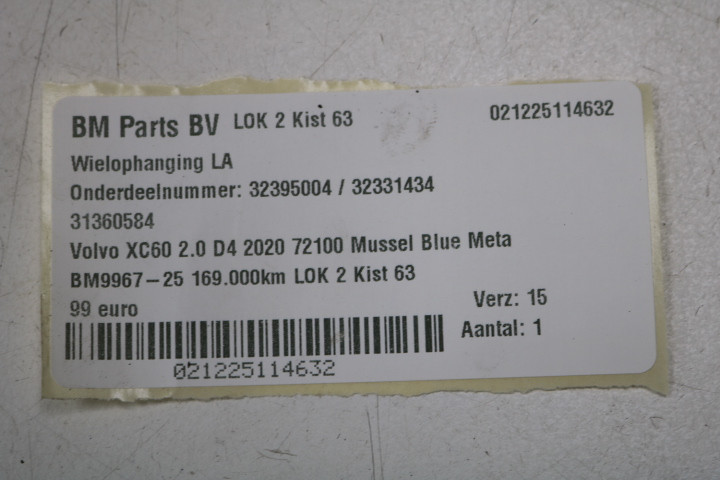 BM Parts BV LOK 2 Kist 63 021225114632
Wielophanging LA
Onderdeelnummer: 32395004 / 32331434
31360584
Volvo XC60 2.0 D4 2020 72100 Mussel Blue Meta
BM9967-25 169.000km LOK 2 Kist 63
99 euro Verz: 15
Aantal: 1
021225114632